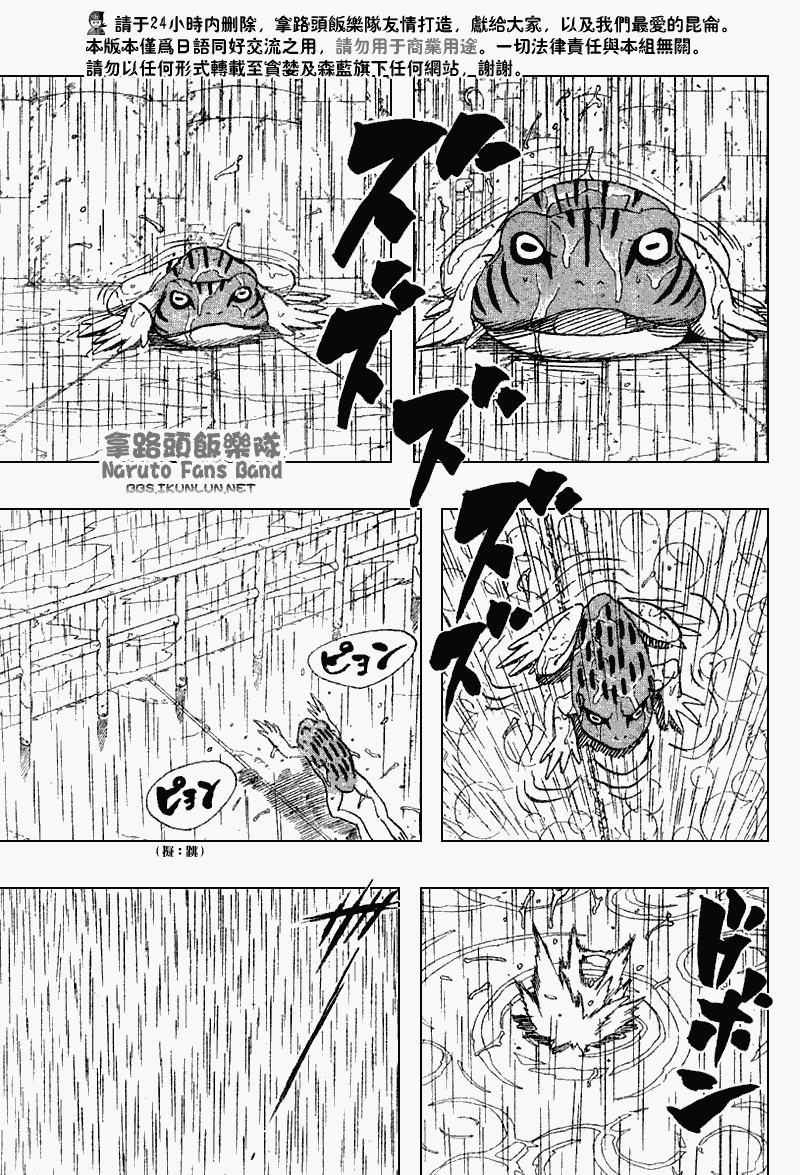 請于24小時内删除，拿路頭飯樂隊友情打造，獻給大家，以及我們最愛的昆侖。
本版本僅爲日語同好交流之用，請勿用于商業用途。一切法律責任與本組無關。
請勿以任何形式轉載至貪婪及森藍旗下任何網站，謝謝。
ズズ
ズズ
ズズ
ズ
ズ
拿路頭飯樂隊
Naruto Fans Band
BBS.IKUNLUN.NET
ピョン
ピョン
(擬：跳)
ドボン